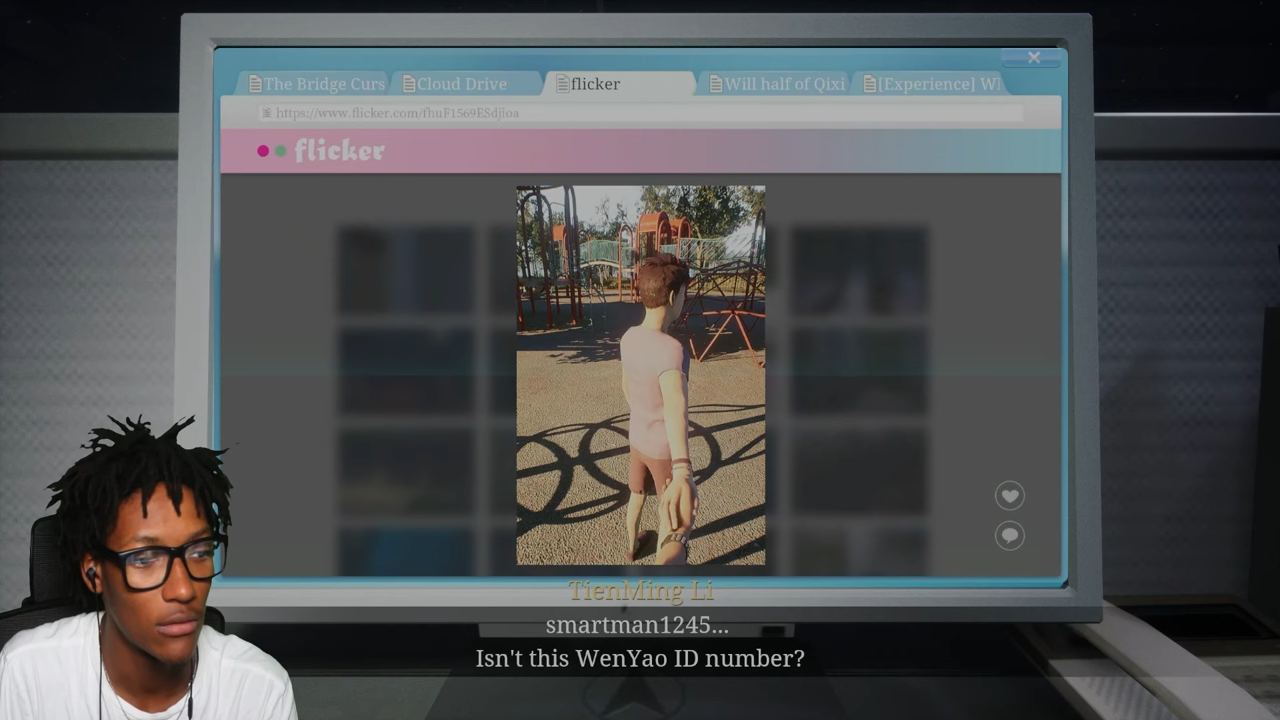 The Bridge Curs
Cloud Drive
flicker
Will half of Qixi
[Experience] WI
https://www.flicker.com/fhuF1569ESdjioa
flicker
TienMing Li
smartman1245...
Isn't this WenYao ID number?